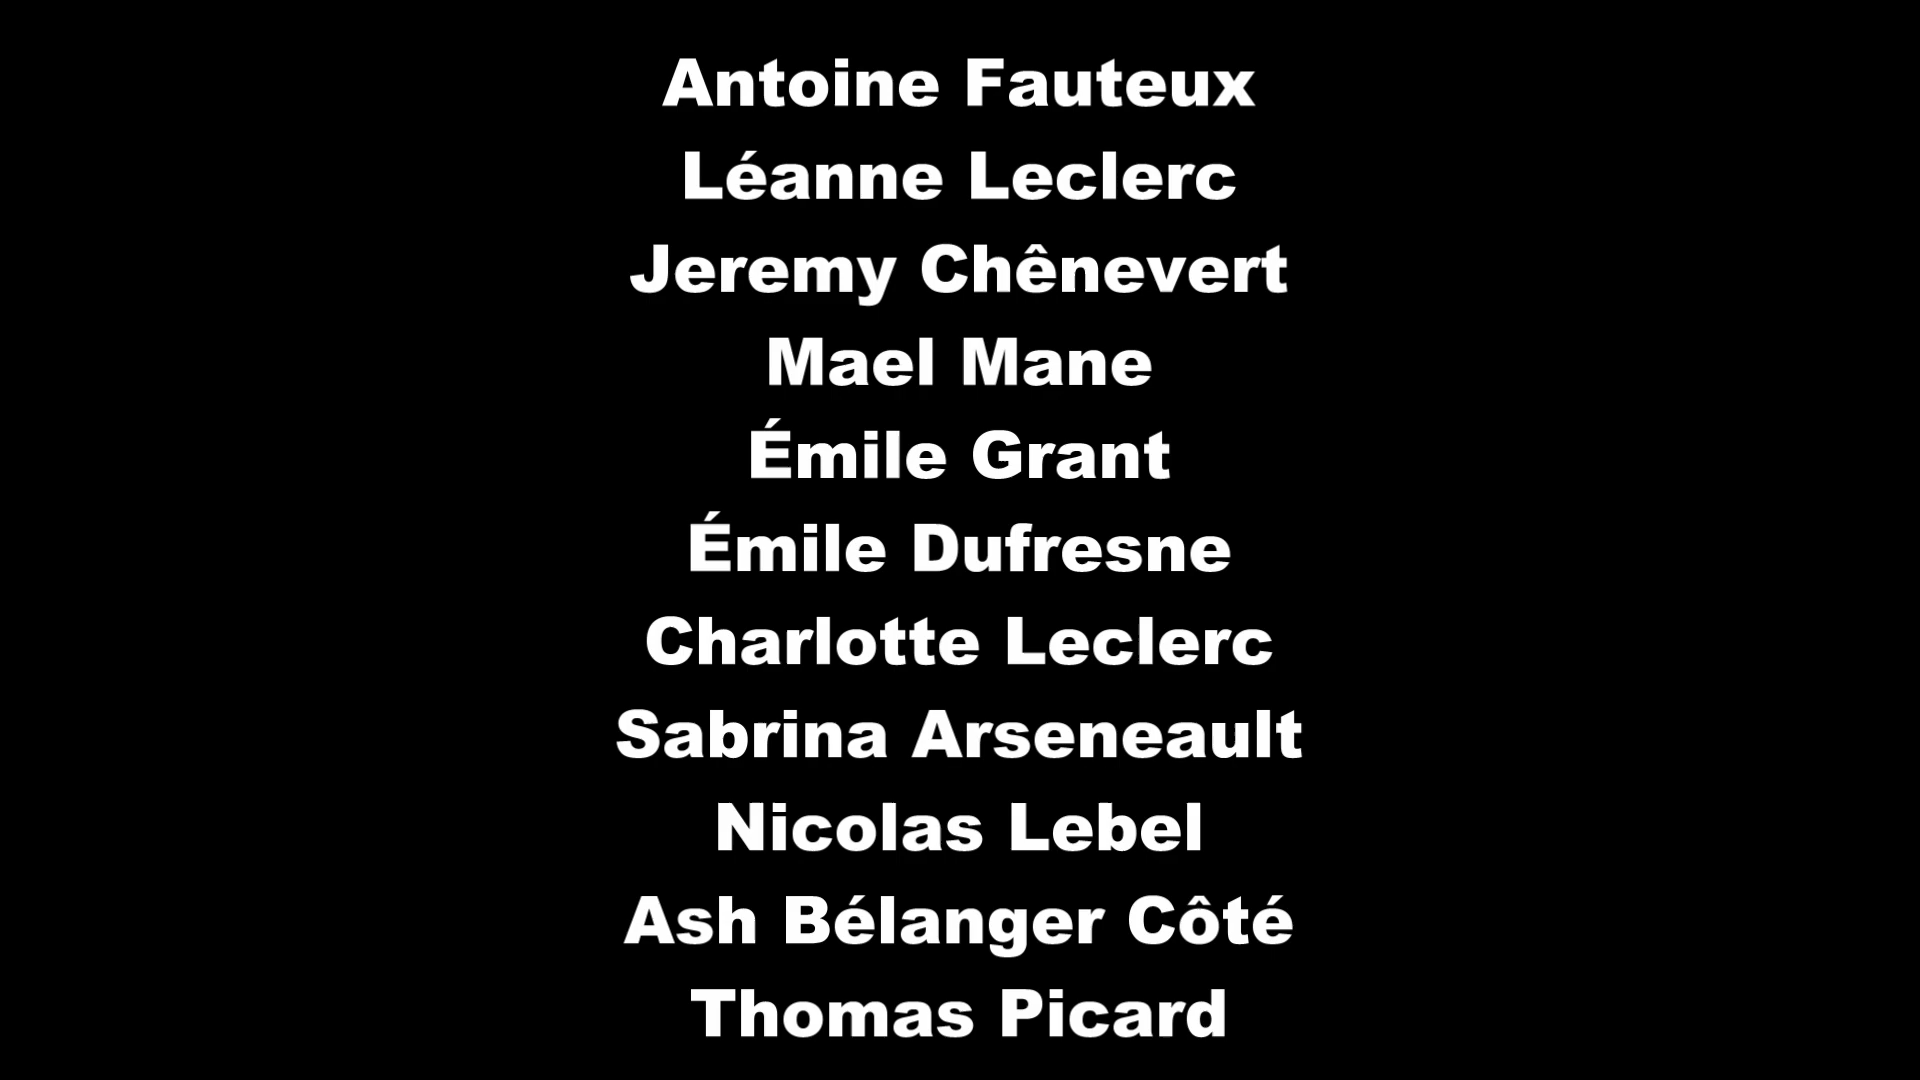 Antoine Fauteux
Léanne Leclerc
Jeremy Chênevert
Mael Mane
Émile Grant
Émile Dufresne
Charlotte Leclerc
Sabrina Arseneault
Nicolas Lebel
Ash Bélanger Côté
Thomas Picard